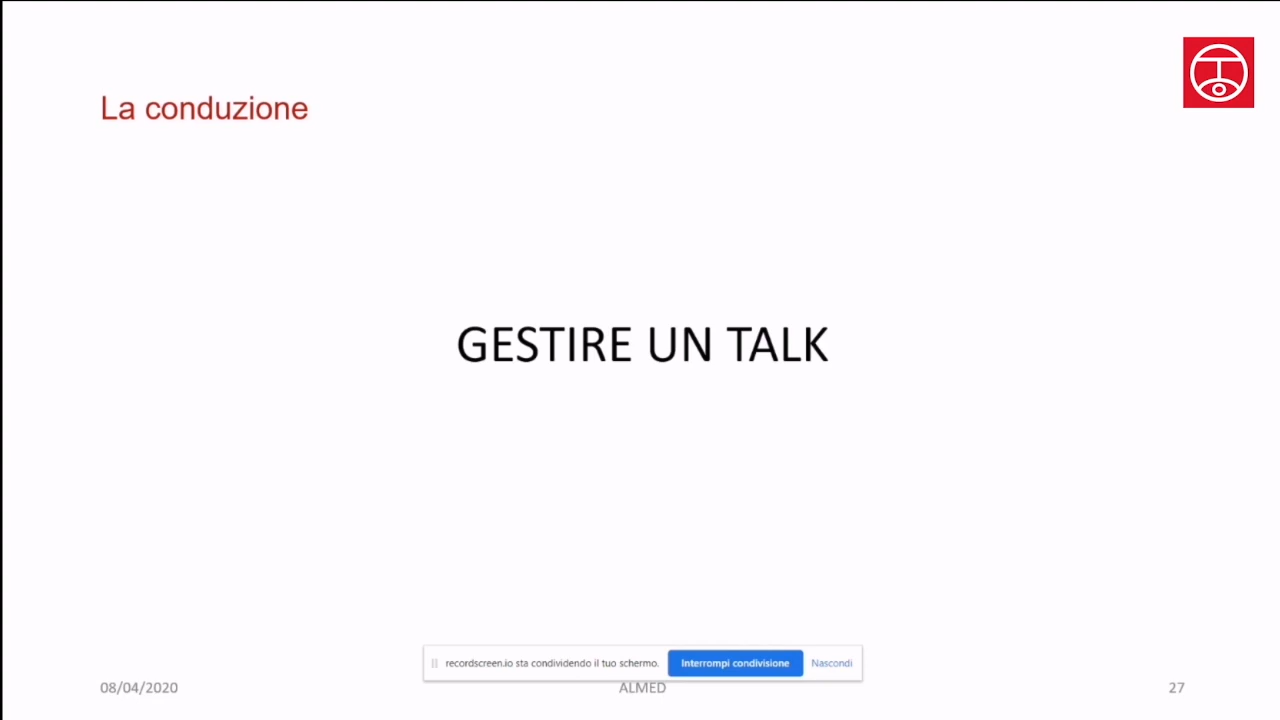 La conduzione
GESTIRE UN TALK
recordscreen.io sta condividendo il tuo schermo. Interrompi condivisione Nascondi
08/04/2020 ALMED 27